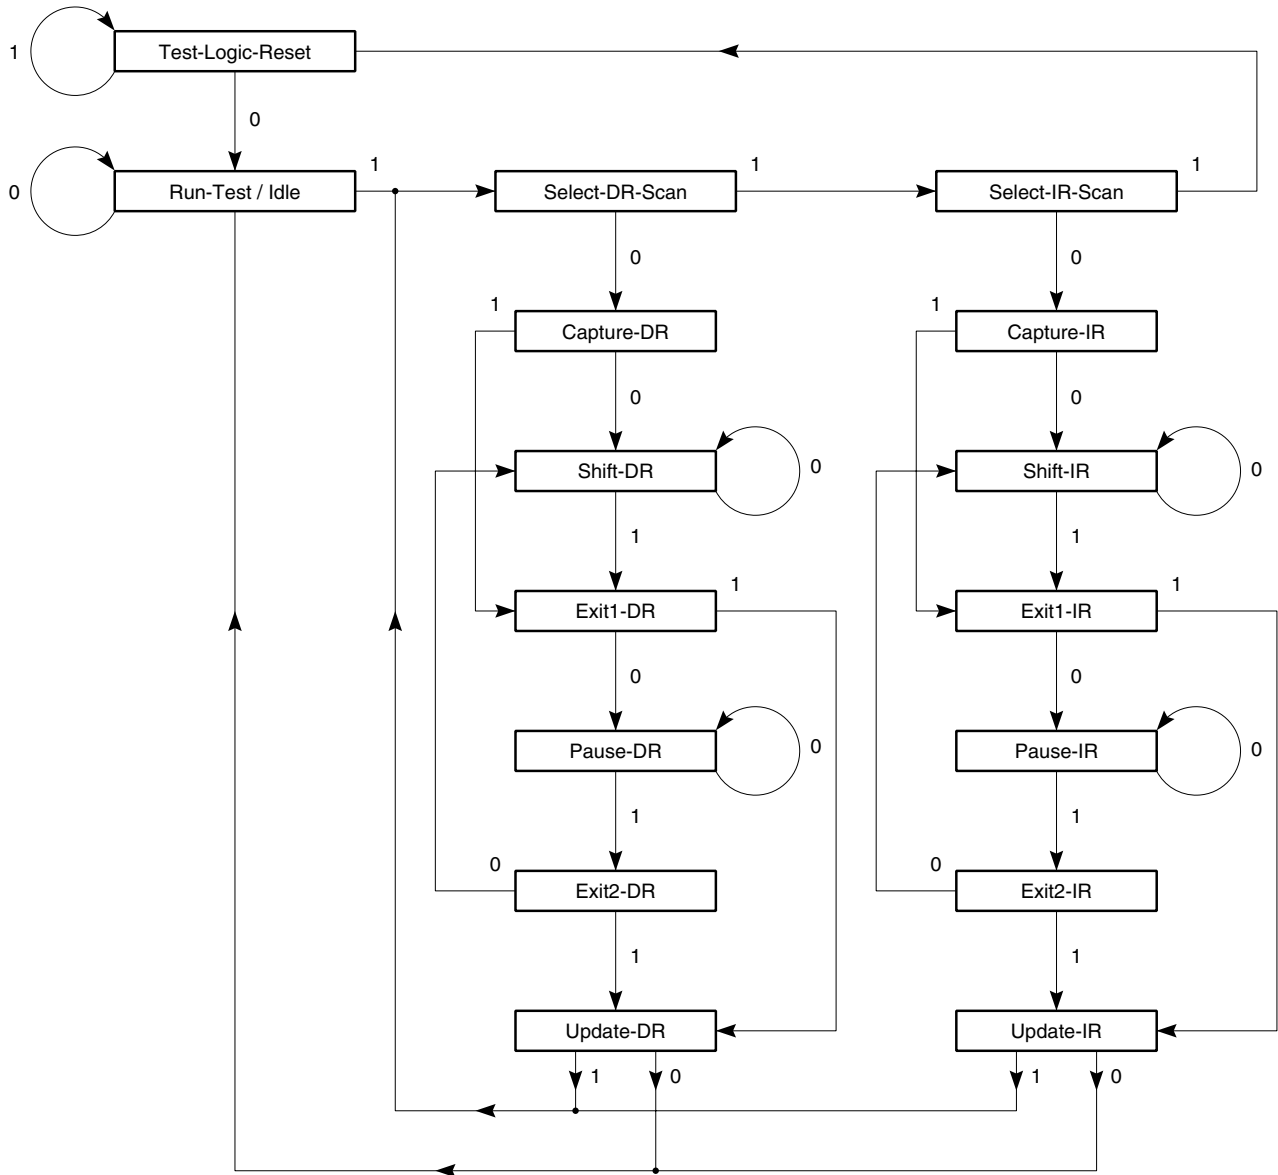 1
Test-Logic-Reset
0
0
Run-Test / Idle
1
Select-DR-Scan
1
Select-IR-Scan
1
0
0
1
Capture-DR
1
Capture-IR
0
0
Shift-DR
0
Shift-IR
0
1
1
Exit1-DR
1
Exit1-IR
1
0
0
Pause-DR
0
Pause-IR
0
1
1
0
Exit2-DR
0
Exit2-IR
1
1
Update-DR
Update-IR
1
0
1
0